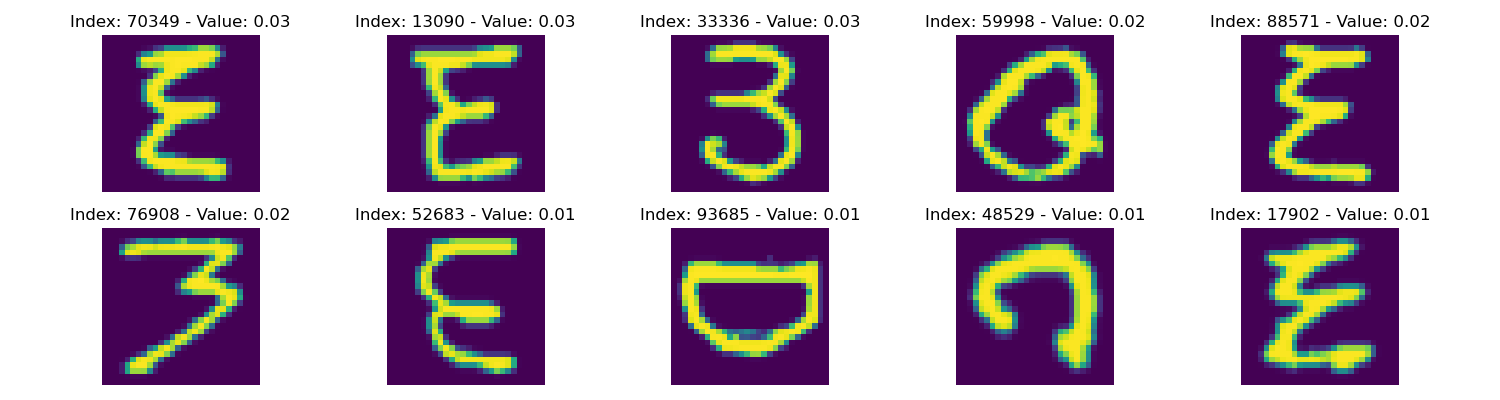 Index: 70349 - Value: 0.03 Index: 13090 - Value: 0.03 Index: 33336 - Value: 0.03 Index: 59998 - Value: 0.02 Index: 88571 - Value: 0.02
E E 3 Q E
Index: 76908 - Value: 0.02 Index: 52683 - Value: 0.01 Index: 93685 - Value: 0.01 Index: 48529 - Value: 0.01 Index: 17902 - Value: 0.01
3 E E